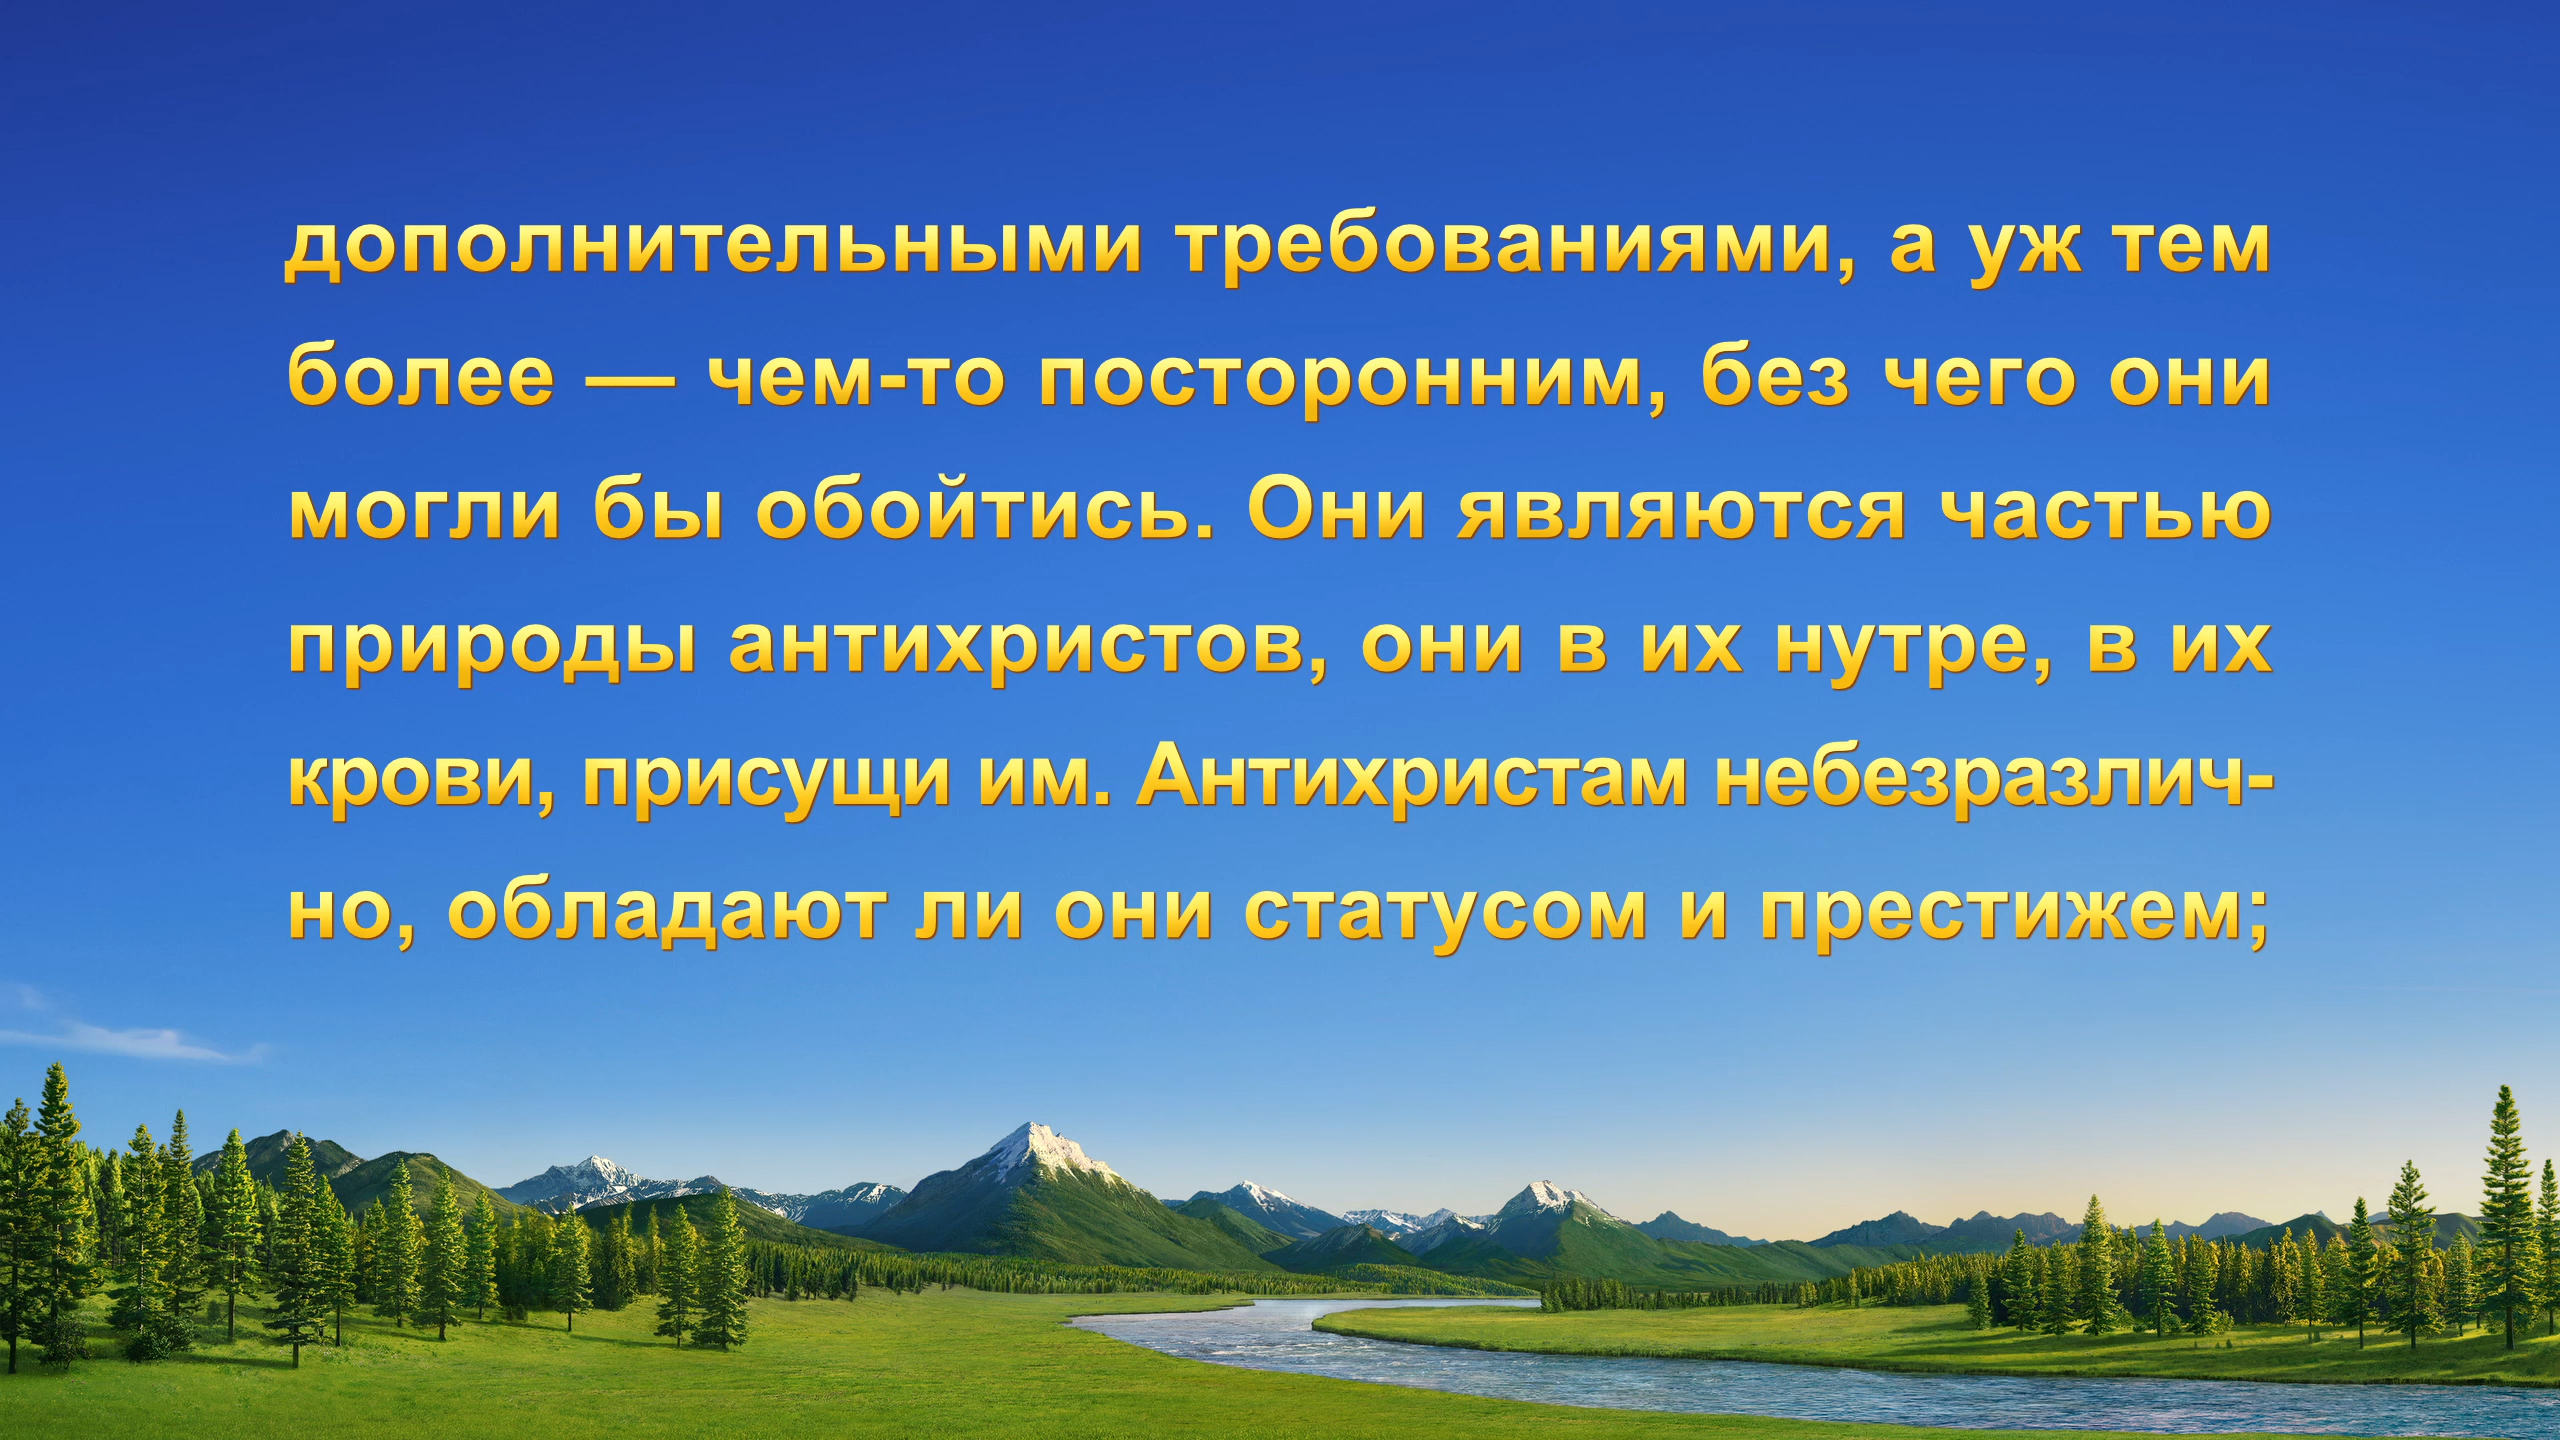 дополнительными требованиями, а уж тем
более — чем-то посторонним, без чего они
могли бы обойтись. Они являются частью
природы антихристов, они в их нутре, в их
крови, присущи им. Антихристам небезразлич-
но, обладают ли они статусом и престижем;